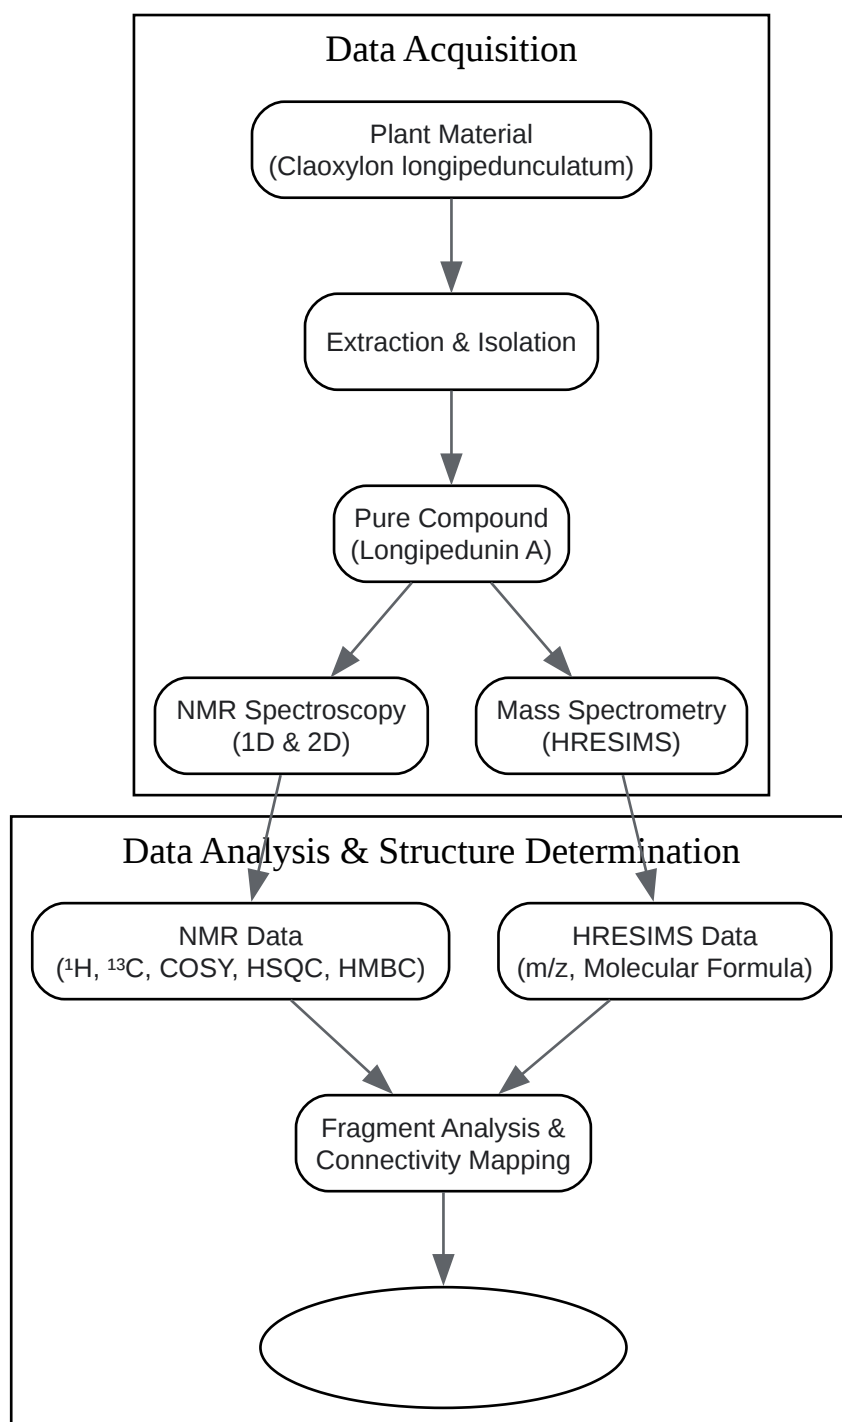 Data Acquisition
Plant Material
(Claoxylon longipedunculatum)
Extraction & Isolation
Pure Compound
(Longipedunin A)
NMR Spectroscopy
(1D & 2D)
Mass Spectrometry
(HRESIMS)
Data Analysis & Structure Determination
NMR Data
(¹H, ¹³C, COSY, HSQC, HMBC)
HRESIMS Data
(m/z, Molecular Formula)
Fragment Analysis &
Connectivity Mapping